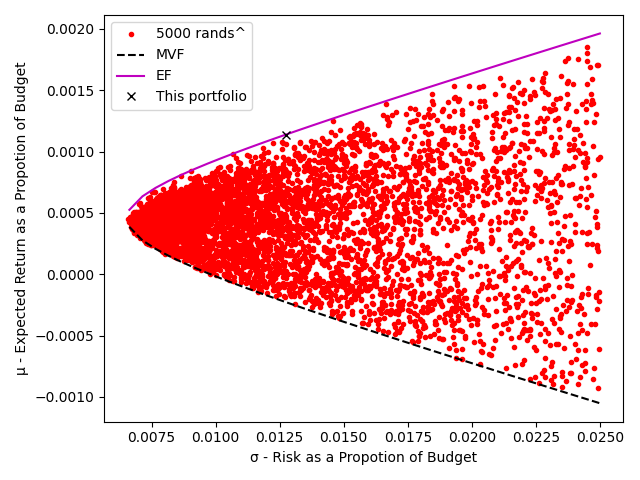 5000 rands^
MVF
EF
This portfolio
0.0020
0.0015
0.0010
0.0005
0.0000
−0.0005
−0.0010
μ - Expected Return as a Propotion of Budget
0.0075 0.0100 0.0125 0.0150 0.0175 0.0200 0.0225 0.0250
σ - Risk as a Propotion of Budget